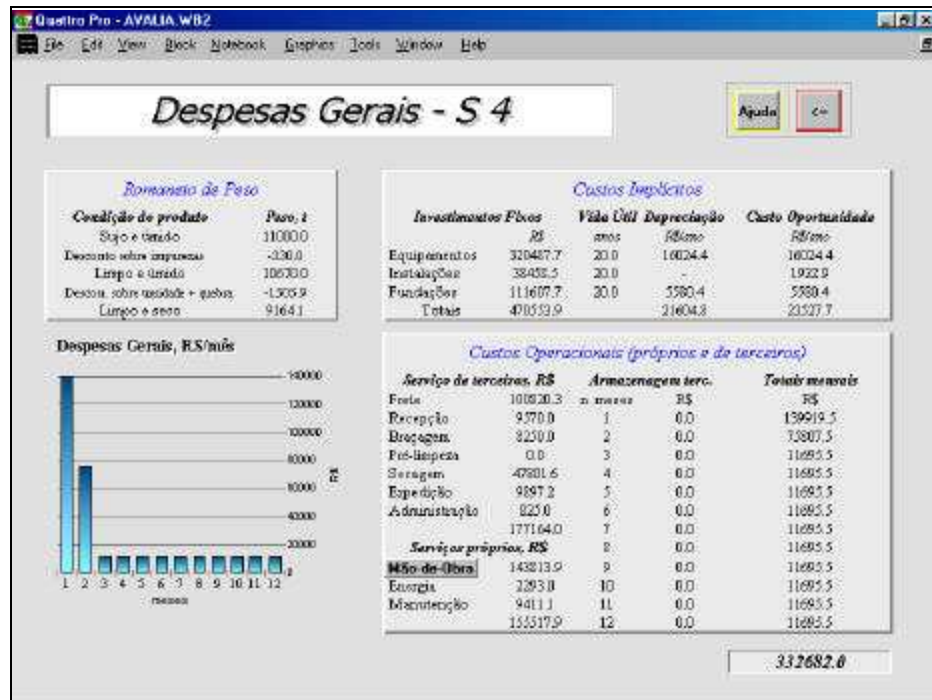 Quattro Pro - AVALIA.WB2
File Edit View Block Notebook Graphics Tools Window Help
Despesas Gerais - S 4
Ajuda <-
Romaneio de Peso
Condição do produto Peso, t
Sujo e úmido 11000.0
Desconto sobre impurezas -330.0
Limpo e úmido 10670.0
Descon. sobre umidade + quebra -1505.9
Limpo e seco 9164.1
Custos Implícitos
Investimentos Fixos Vida Útil Depreciação Custo Oportunidade
R$ anos R$/ano R$/ano
Equipamentos 320487.7 20.0 16024.4 16024.4
Instalações 38458.5 20.0 - 1922.9
Fundações 111607.7 20.0 5580.4 5580.4
Totais 470553.9 21604.8 23527.7
Despesas Gerais, R$/mês
140000
120000
100000
80000
60000
40000
20000
0
R$
1 2 3 4 5 6 7 8 9 10 11 12
meses
Custos Operacionais (próprios e de terceiros)
Serviço de terceiros, R$ Armazenagem terc. Totais mensais
Frete 100820.3 n meses R$ R$
Recepção 9570.0 1 0.0 139919.5
Braçagem 8250.0 2 0.0 75807.5
Pré-limpeza 0.0 3 0.0 11695.5
Secagem 47801.6 4 0.0 11695.5
Expedição 9897.2 5 0.0 11695.5
Administração 825.0 6 0.0 11695.5
177164.0 7 0.0 11695.5
Serviços próprios, R$ 8 0.0 11695.5
Mão-de-Obra 143813.9 9 0.0 11695.5
Energia 2293.0 10 0.0 11695.5
Manutenção 9411.1 11 0.0 11695.5
155517.9 12 0.0 11695.5
332682.0